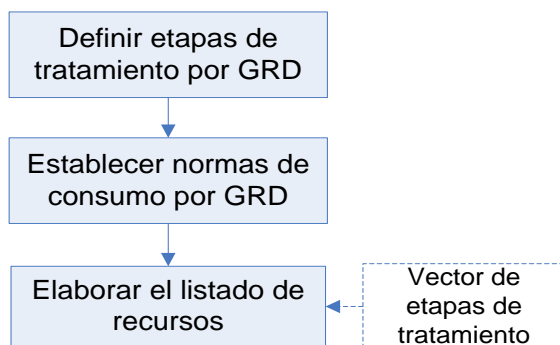 Definir etapas de
tratamiento por GRD
Establecer normas de
consumo por GRD
Elaborar el listado de
recursos
Vector de
etapas de
tratamiento